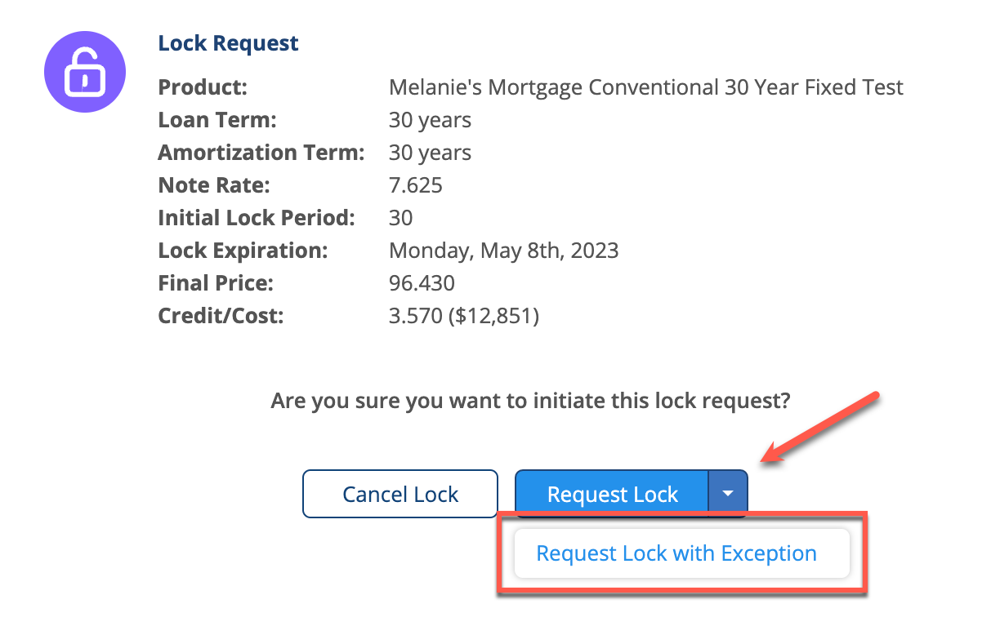 Lock Request
Product: Melanie's Mortgage Conventional 30 Year Fixed Test
Loan Term: 30 years
Amortization Term: 30 years
Note Rate: 7.625
Initial Lock Period: 30
Lock Expiration: Monday, May 8th, 2023
Final Price: 96.430
Credit/Cost: 3.570 ($12,851)
Are you sure you want to initiate this lock request?
Cancel Lock Request Lock
Request Lock with Exception